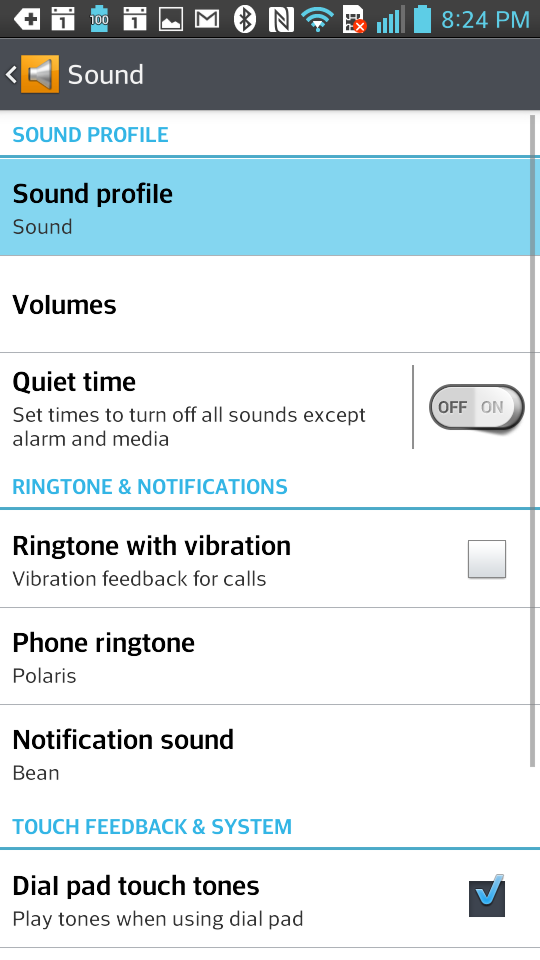 1 100 1 8:24 PM
Sound
SOUND PROFILE
Sound profile
Sound
Volumes
Quiet time
Set times to turn off all sounds except
alarm and media
OFF ON
RINGTONE & NOTIFICATIONS
Ringtone with vibration
Vibration feedback for calls
Phone ringtone
Polaris
Notification sound
Bean
TOUCH FEEDBACK & SYSTEM
Dial pad touch tones
Play tones when using dial pad